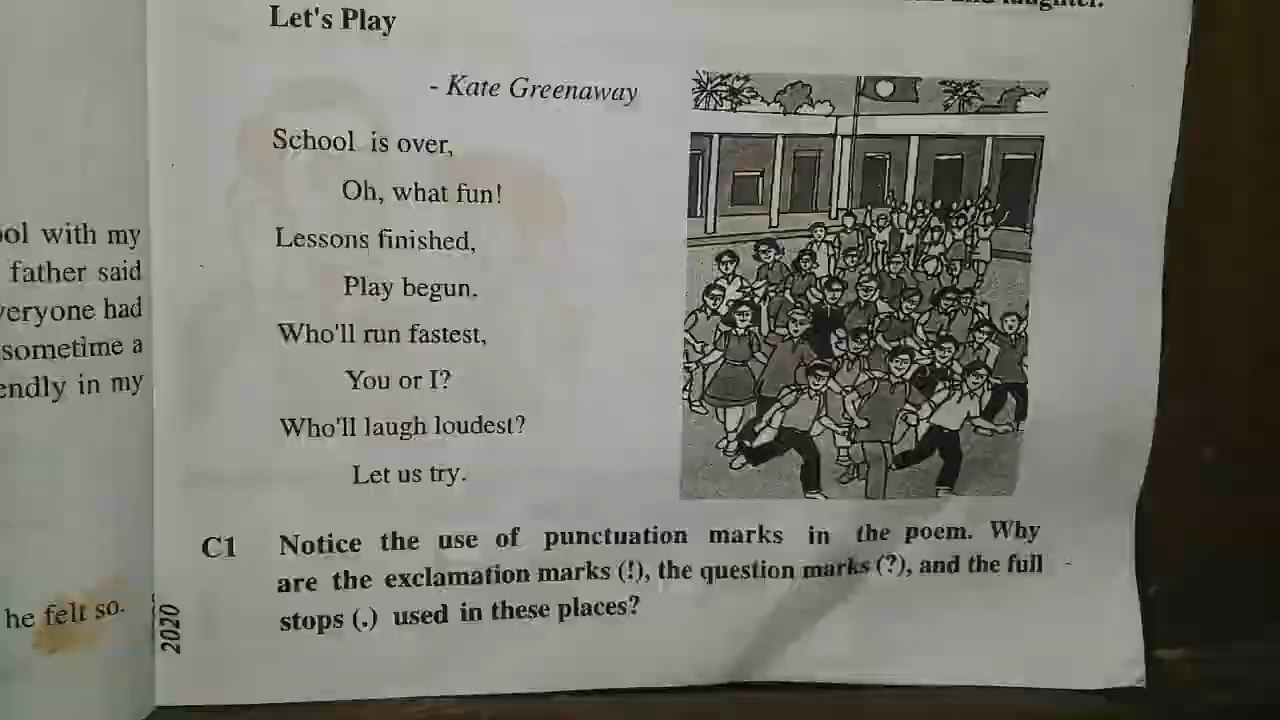 ool with my
father said
veryone had
sometime a
endly in my
he felt so.
laughter.
Let's Play
- Kate Greenaway
School is over,
Oh, what fun!
Lessons finished,
Play begun.
Who'll run fastest,
You or I?
Who'll laugh loudest?
Let us try.
C1 Notice the use of punctuation marks in the poem. Why
are the exclamation marks (!), the question marks (?), and the full
stops (.) used in these places?
2020